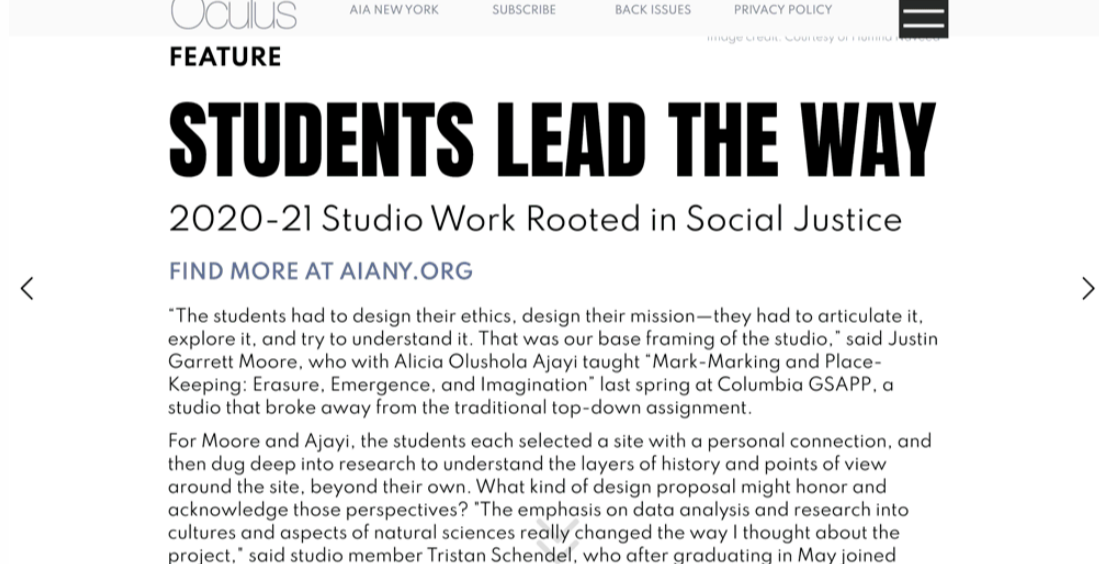 Oculus
AIA NEW YORK SUBSCRIBE BACK ISSUES PRIVACY POLICY
Image credit: Courtesy of
FEATURE
STUDENTS LEAD THE WAY
2020-21 Studio Work Rooted in Social Justice
FIND MORE AT AIANY.ORG
"The students had to design their ethics, design their mission—they had to articulate it,
explore it, and try to understand it. That was our base framing of the studio," said Justin
Garrett Moore, who with Alicia Olushola Ajayi taught "Mark-Marking and Place-
Keeping: Erasure, Emergence, and Imagination" last spring at Columbia GSAPP, a
studio that broke away from the traditional top-down assignment.
For Moore and Ajayi, the students each selected a site with a personal connection, and
then dug deep into research to understand the layers of history and points of view
around the site, beyond their own. What kind of design proposal might honor and
acknowledge those perspectives? "The emphasis on data analysis and research into
cultures and aspects of natural sciences really changed the way I thought about the
project," said studio member Tristan Schendel, who after graduating in May joined